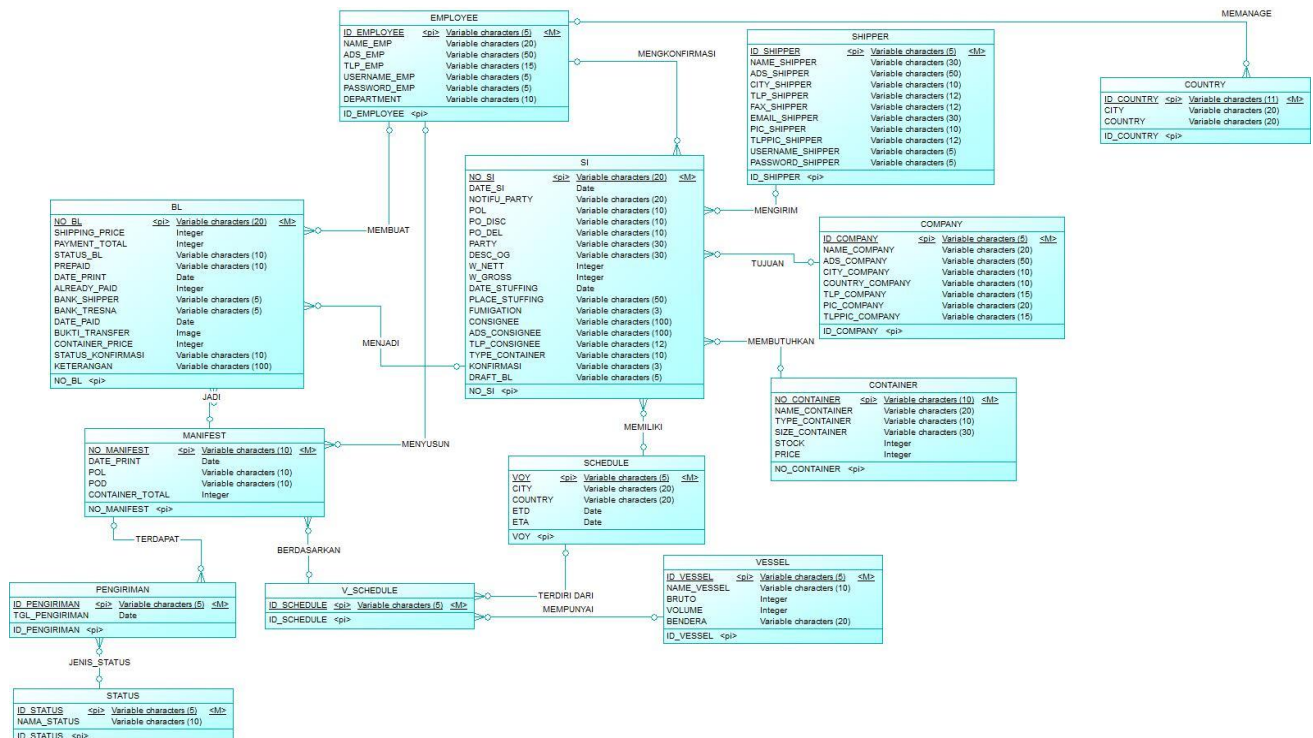 EMPLOYEE
ID_EMPLOYEE <pi> Variable characters (5) <M>
NAME_EMP Variable characters (20)
ADS_EMP Variable characters (50)
TLP_EMP Variable characters (15)
USERNAME_EMP Variable characters (5)
PASSWORD_EMP Variable characters (5)
DEPARTMENT Variable characters (10)
ID_EMPLOYEE <pi>
MEMANAGE
MENGKONFIRMASI
SHIPPER
ID_SHIPPER <pi> Variable characters (5) <M>
NAME_SHIPPER Variable characters (30)
ADS_SHIPPER Variable characters (50)
CITY_SHIPPER Variable characters (10)
TLP_SHIPPER Variable characters (12)
FAX_SHIPPER Variable characters (12)
EMAIL_SHIPPER Variable characters (30)
PIC_SHIPPER Variable characters (10)
TLPPIC_SHIPPER Variable characters (12)
USERNAME_SHIPPER Variable characters (5)
PASSWORD_SHIPPER Variable characters (5)
ID_SHIPPER <pi>
COUNTRY
ID_COUNTRY <pi> Variable characters (11) <M>
CITY Variable characters (20)
COUNTRY Variable characters (20)
ID_COUNTRY <pi>
SI
NO_SI <pi> Variable characters (20) <M>
DATE_SI Date
NOTIFU_PARTY Variable characters (20)
POL Variable characters (10)
PO_DISC Variable characters (10)
PO_DEL Variable characters (10)
PARTY Variable characters (30)
DESC_OG Variable characters (30)
W_NETT Integer
W_GROSS Integer
DATE_STUFFING Date
PLACE_STUFFING Variable characters (50)
FUMIGATION Variable characters (3)
CONSIGNEE Variable characters (100)
ADS_CONSIGNEE Variable characters (100)
TLP_CONSIGNEE Variable characters (12)
TYPE_CONTAINER Variable characters (10)
KONFIRMASI Variable characters (3)
DRAFT_BL Variable characters (5)
NO_SI <pi>
MENGIRIM
BL
NO_BL <pi> Variable characters (20) <M>
SHIPPING_PRICE Integer
PAYMENT_TOTAL Integer
STATUS_BL Variable characters (10)
PREPAID Variable characters (10)
DATE_PRINT Date
ALREADY_PAID Integer
BANK_SHIPPER Variable characters (5)
BANK_TRESNA Variable characters (5)
DATE_PAID Date
BUKTI_TRANSFER Image
CONTAINER_PRICE Integer
STATUS_KONFIRMASI Variable characters (10)
KETERANGAN Variable characters (100)
NO_BL <pi>
MEMBUAT
MENJADI
COMPANY
ID_COMPANY <pi> Variable characters (5) <M>
NAME_COMPANY Variable characters (20)
ADS_COMPANY Variable characters (50)
CITY_COMPANY Variable characters (10)
COUNTRY_COMPANY Variable characters (10)
TLP_COMPANY Variable characters (15)
PIC_COMPANY Variable characters (20)
TLPPIC_COMPANY Variable characters (15)
ID_COMPANY <pi>
TUJUAN
MEMBUTUHKAN
CONTAINER
NO_CONTAINER <pi> Variable characters (10) <M>
NAME_CONTAINER Variable characters (20)
TYPE_CONTAINER Variable characters (10)
SIZE_CONTAINER Variable characters (30)
STOCK Integer
PRICE Integer
NO_CONTAINER <pi>
JADI
MANIFEST
NO_MANIFEST <pi> Variable characters (10) <M>
DATE_PRINT Date
POL Variable characters (10)
POD Variable characters (10)
CONTAINER_TOTAL Integer
NO_MANIFEST <pi>
MENYUSUN
MEMILIKI
SCHEDULE
VOY <pi> Variable characters (5) <M>
CITY Variable characters (20)
COUNTRY Variable characters (20)
ETD Date
ETA Date
VOY <pi>
TERDAPAT
BERDASARKAN
PENGIRIMAN
ID_PENGIRIMAN <pi> Variable characters (5) <M>
TGL_PENGIRIMAN Date
ID_PENGIRIMAN <pi>
V_SCHEDULE
ID_SCHEDULE <pi> Variable characters (5) <M>
ID_SCHEDULE <pi>
TERDIRI DARI
MEMPUNYAI
VESSEL
ID_VESSEL <pi> Variable characters (5) <M>
NAME_VESSEL Variable characters (10)
BRUTO Integer
VOLUME Integer
BENDERA Variable characters (20)
ID_VESSEL <pi>
JENIS_STATUS
STATUS
ID_STATUS <pi> Variable characters (5) <M>
NAMA_STATUS Variable characters (10)
ID_STATUS <pi>